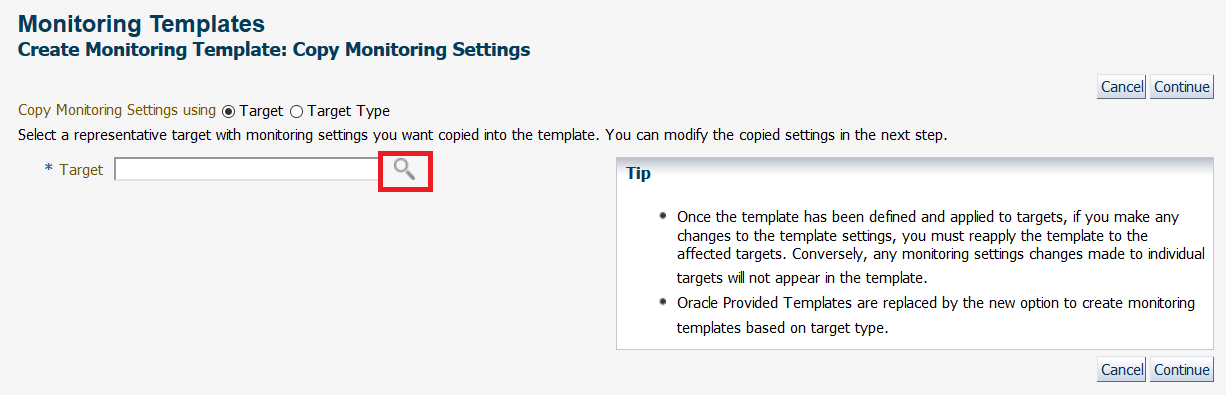 Monitoring Templates
Create Monitoring Template: Copy Monitoring Settings
Cancel Continue
Copy Monitoring Settings using Target Target Type
Select a representative target with monitoring settings you want copied into the template. You can modify the copied settings in the next step.
* Target
Tip
Once the template has been defined and applied to targets, if you make any
changes to the template settings, you must reapply the template to the
affected targets. Conversely, any monitoring settings changes made to individual
targets will not appear in the template.
Oracle Provided Templates are replaced by the new option to create monitoring
templates based on target type.
Cancel Continue